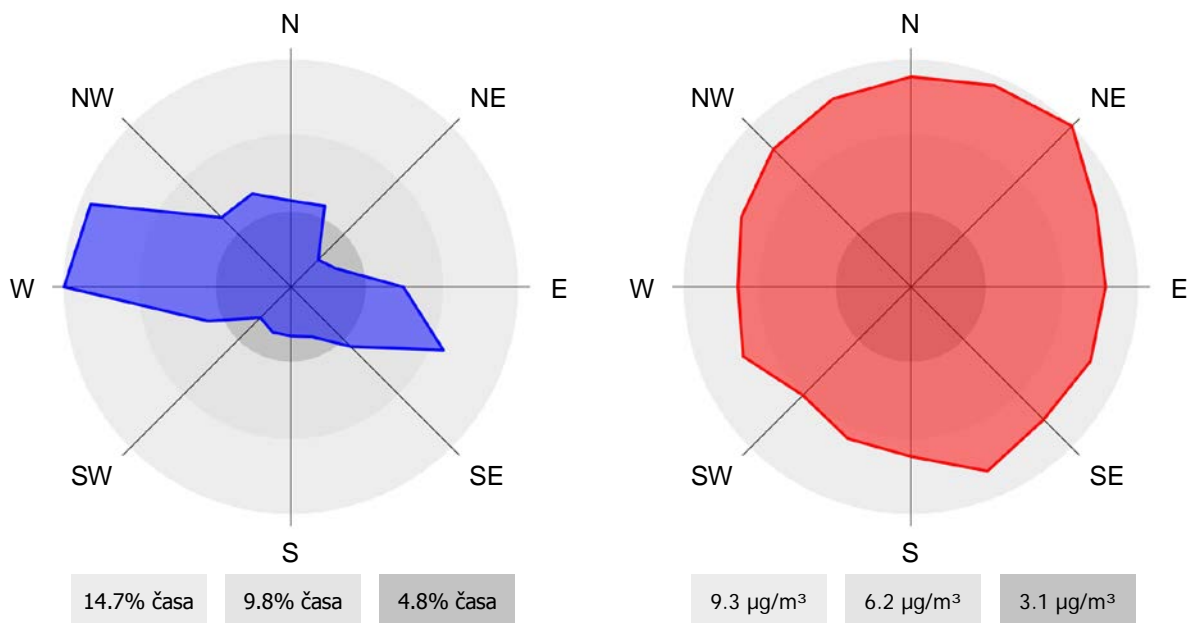 N N
NW NE NW NE
W E W E
SW SE SW SE
S S
14.7% časa 9.8% časa 4.8% časa 9.3 µg/m³ 6.2 µg/m³ 3.1 µg/m³